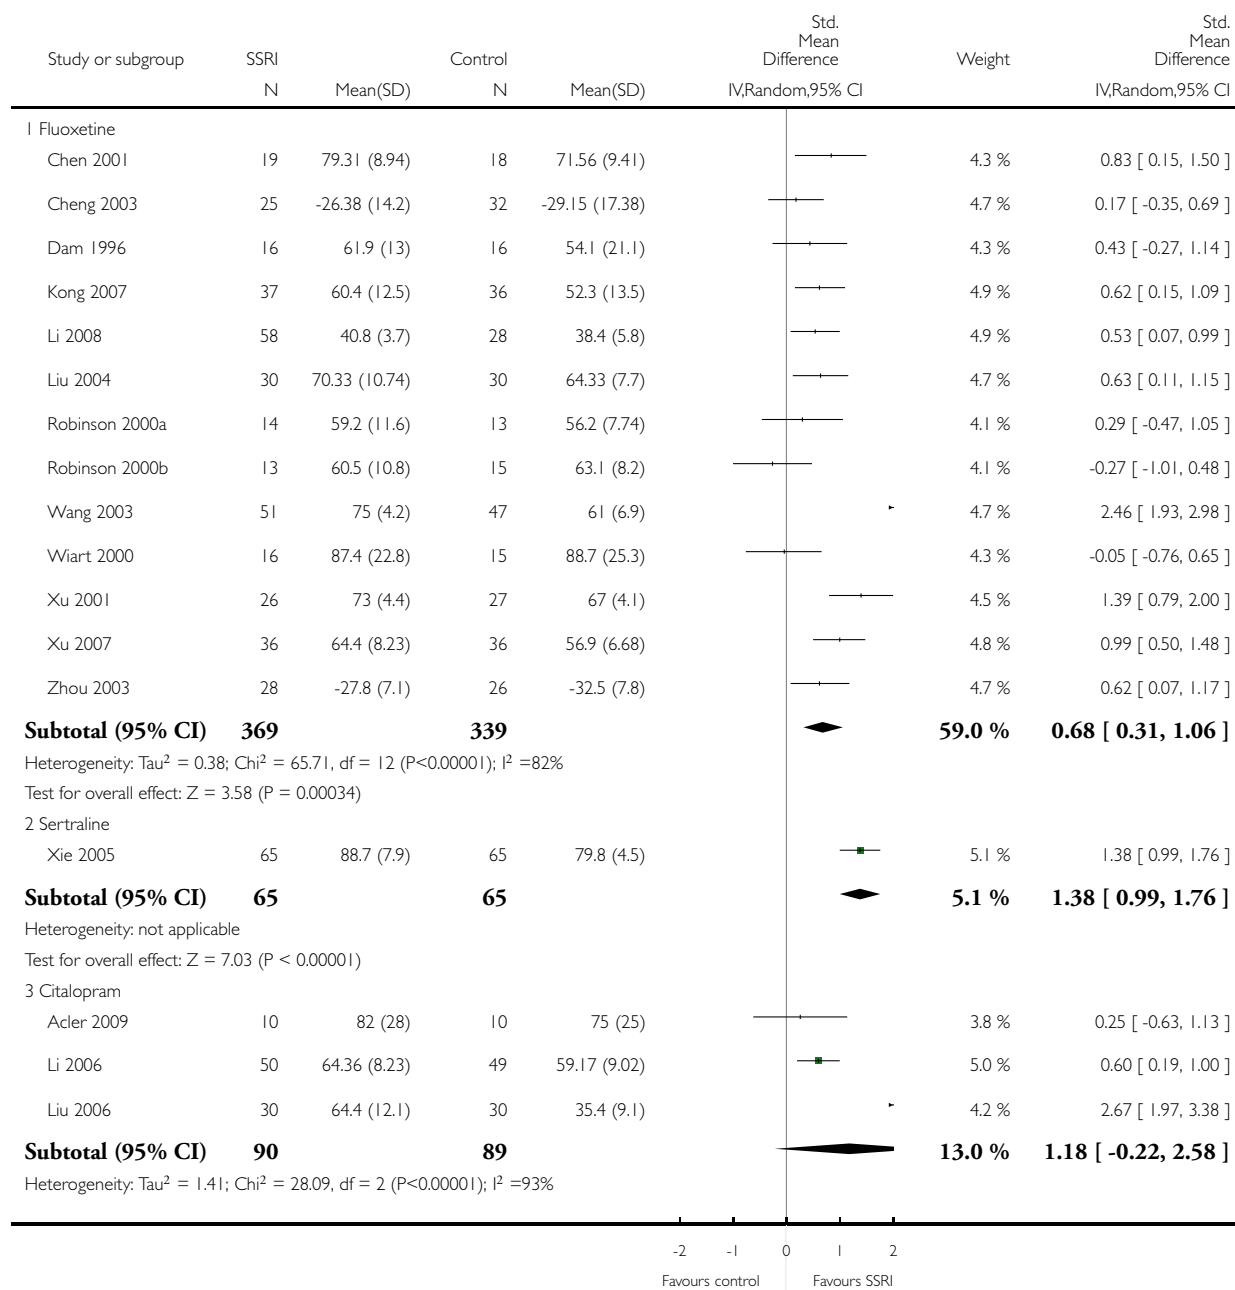 Std. Mean Difference Std. Mean Difference
Study or subgroup SSRI Control Weight
N Mean(SD) N Mean(SD) IV,Random,95% CI IV,Random,95% CI
1 Fluoxetine
Chen 2001 19 79.31 (8.94) 18 71.56 (9.41) 4.3 % 0.83 [ 0.15, 1.50 ]
Cheng 2003 25 -26.38 (14.2) 32 -29.15 (17.38) 4.7 % 0.17 [ -0.35, 0.69 ]
Dam 1996 16 61.9 (13) 16 54.1 (21.1) 4.3 % 0.43 [ -0.27, 1.14 ]
Kong 2007 37 60.4 (12.5) 36 52.3 (13.5) 4.9 % 0.62 [ 0.15, 1.09 ]
Li 2008 58 40.8 (3.7) 28 38.4 (5.8) 4.9 % 0.53 [ 0.07, 0.99 ]
Liu 2004 30 70.33 (10.74) 30 64.33 (7.7) 4.7 % 0.63 [ 0.11, 1.15 ]
Robinson 2000a 14 59.2 (11.6) 13 56.2 (7.74) 4.1 % 0.29 [ -0.47, 1.05 ]
Robinson 2000b 13 60.5 (10.8) 15 63.1 (8.2) 4.1 % -0.27 [ -1.01, 0.48 ]
Wang 2003 51 75 (4.2) 47 61 (6.9) 4.7 % 2.46 [ 1.93, 2.98 ]
Wiart 2000 16 87.4 (22.8) 15 88.7 (25.3) 4.3 % -0.05 [ -0.76, 0.65 ]
Xu 2001 26 73 (4.4) 27 67 (4.1) 4.5 % 1.39 [ 0.79, 2.00 ]
Xu 2007 36 64.4 (8.23) 36 56.9 (6.68) 4.8 % 0.99 [ 0.50, 1.48 ]
Zhou 2003 28 -27.8 (7.1) 26 -32.5 (7.8) 4.7 % 0.62 [ 0.07, 1.17 ]
Subtotal (95% CI) 369 339 59.0 % 0.68 [ 0.31, 1.06 ]
Heterogeneity: Tau² = 0.38; Chi² = 65.71, df = 12 (P<0.00001); I² =82%
Test for overall effect: Z = 3.58 (P = 0.00034)
2 Sertraline
Xie 2005 65 88.7 (7.9) 65 79.8 (4.5) 5.1 % 1.38 [ 0.99, 1.76 ]
Subtotal (95% CI) 65 65 5.1 % 1.38 [ 0.99, 1.76 ]
Heterogeneity: not applicable
Test for overall effect: Z = 7.03 (P < 0.00001)
3 Citalopram
Acler 2009 10 82 (28) 10 75 (25) 3.8 % 0.25 [ -0.63, 1.13 ]
Li 2006 50 64.36 (8.23) 49 59.17 (9.02) 5.0 % 0.60 [ 0.19, 1.00 ]
Liu 2006 30 64.4 (12.1) 30 35.4 (9.1) 4.2 % 2.67 [ 1.97, 3.38 ]
Subtotal (95% CI) 90 89 13.0 % 1.18 [ -0.22, 2.58 ]
Heterogeneity: Tau² = 1.41; Chi² = 28.09, df = 2 (P<0.00001); I² =93%
-2 -1 0 1 2
Favours control Favours SSRI